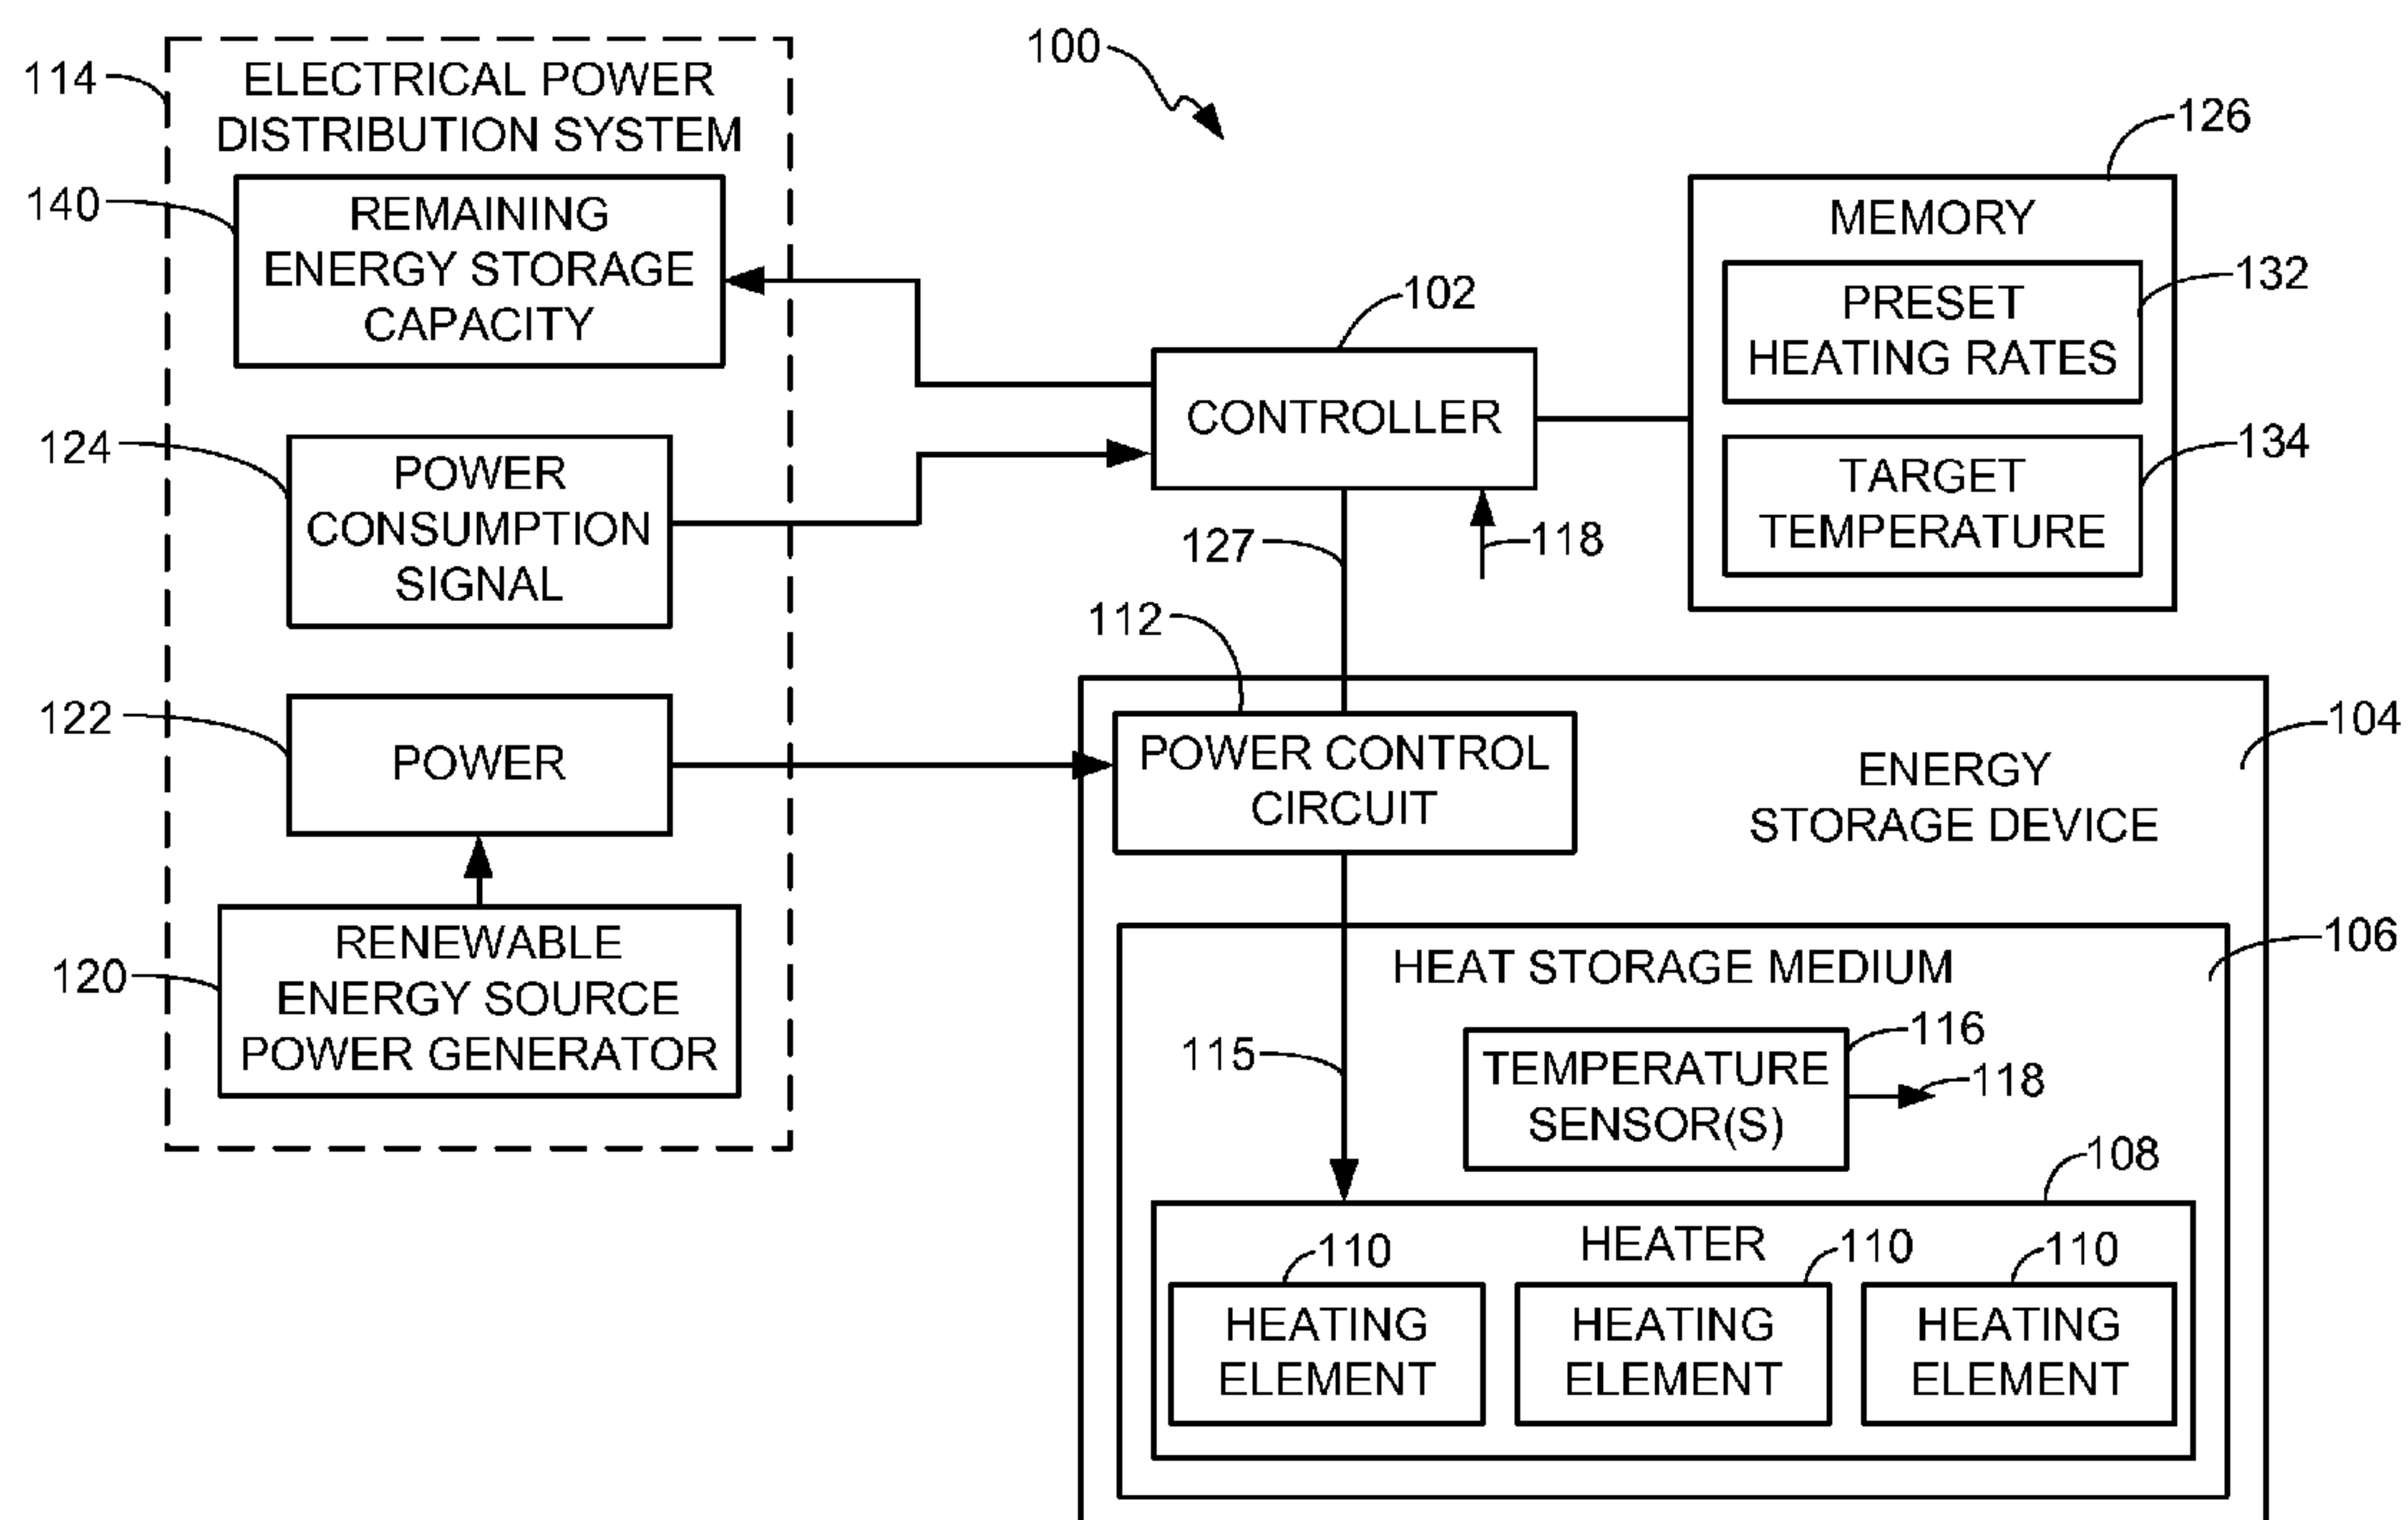 100
114
ELECTRICAL POWER
DISTRIBUTION SYSTEM
140
REMAINING
ENERGY STORAGE
CAPACITY
124
POWER
CONSUMPTION
SIGNAL
122
POWER
120
RENEWABLE
ENERGY SOURCE
POWER GENERATOR
102
CONTROLLER
127
118
126
MEMORY
132
PRESET
HEATING RATES
134
TARGET
TEMPERATURE
112
POWER CONTROL
CIRCUIT
104
ENERGY
STORAGE DEVICE
106
HEAT STORAGE MEDIUM
115
116
TEMPERATURE
SENSOR(S)
118
108
HEATER
110
HEATING
ELEMENT
110
HEATING
ELEMENT
110
HEATING
ELEMENT